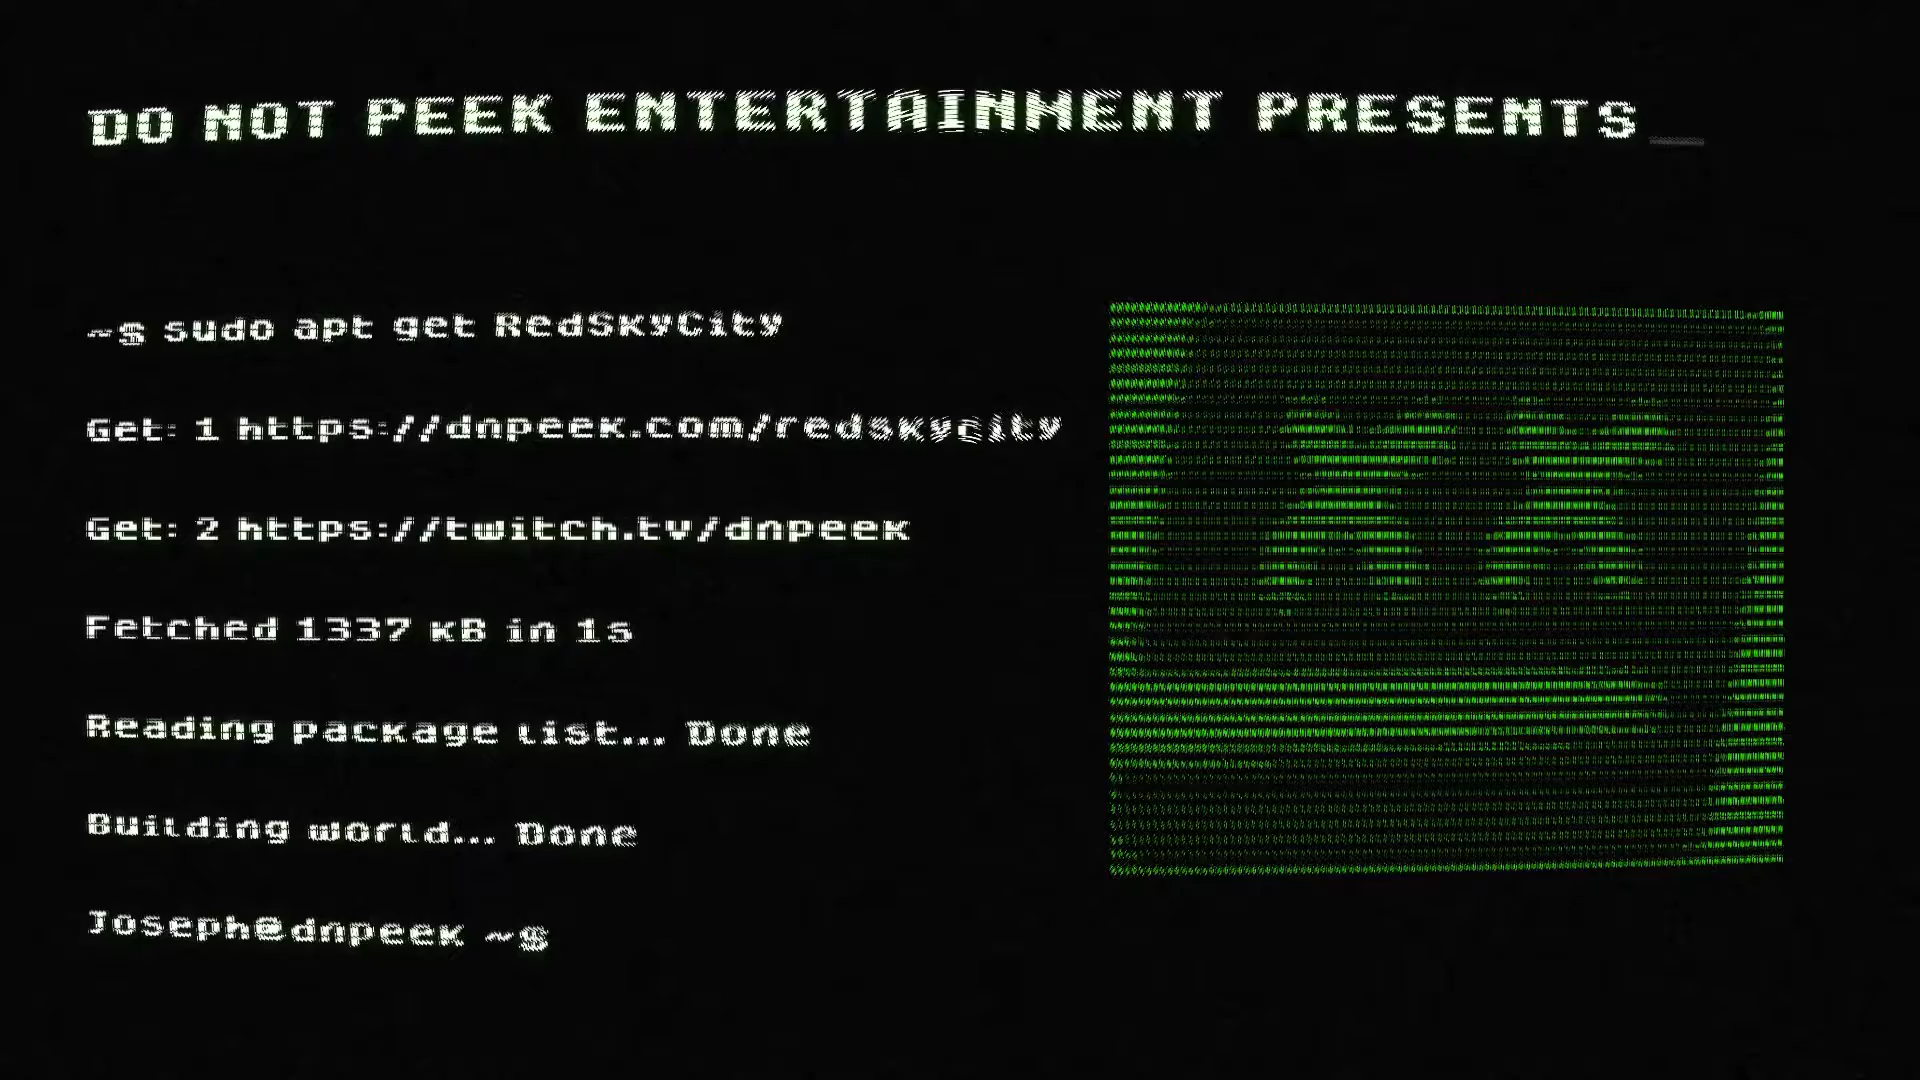 DO NOT PEEK ENTERTAINMENT PRESENTS_
~$ sudo apt get RedSkyCity
Get: 1 https://dnpeek.com/redskycity
Get: 2 https://twitch.tv/dnpeek
Fetched 1337 KB in 1s
Reading package list... Done
Building world... Done
Joseph@dnpeek ~$